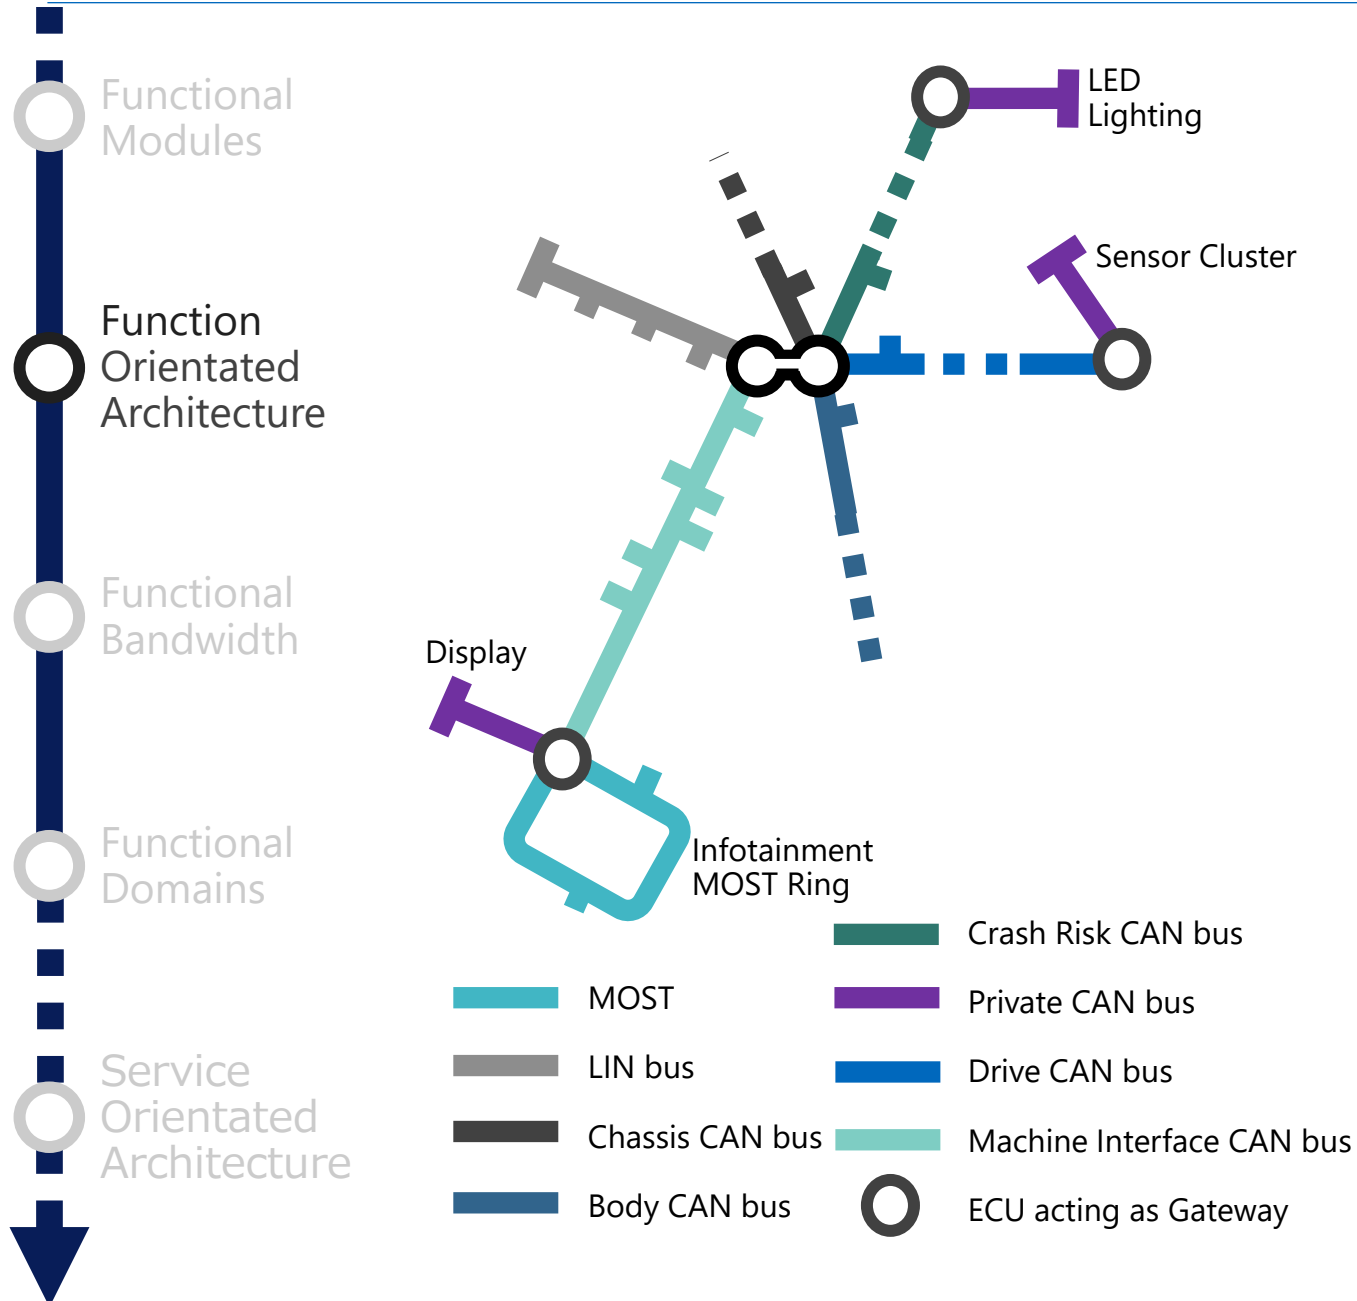 Functional
Modules
Function
Orientated
Architecture
Functional
Bandwidth
Functional
Domains
Service
Orientated
Architecture
LED
Lighting
Sensor Cluster
Display
Infotainment
MOST Ring
MOST
LIN bus
Chassis CAN bus
Body CAN bus
Crash Risk CAN bus
Private CAN bus
Drive CAN bus
Machine Interface CAN bus
ECU acting as Gateway